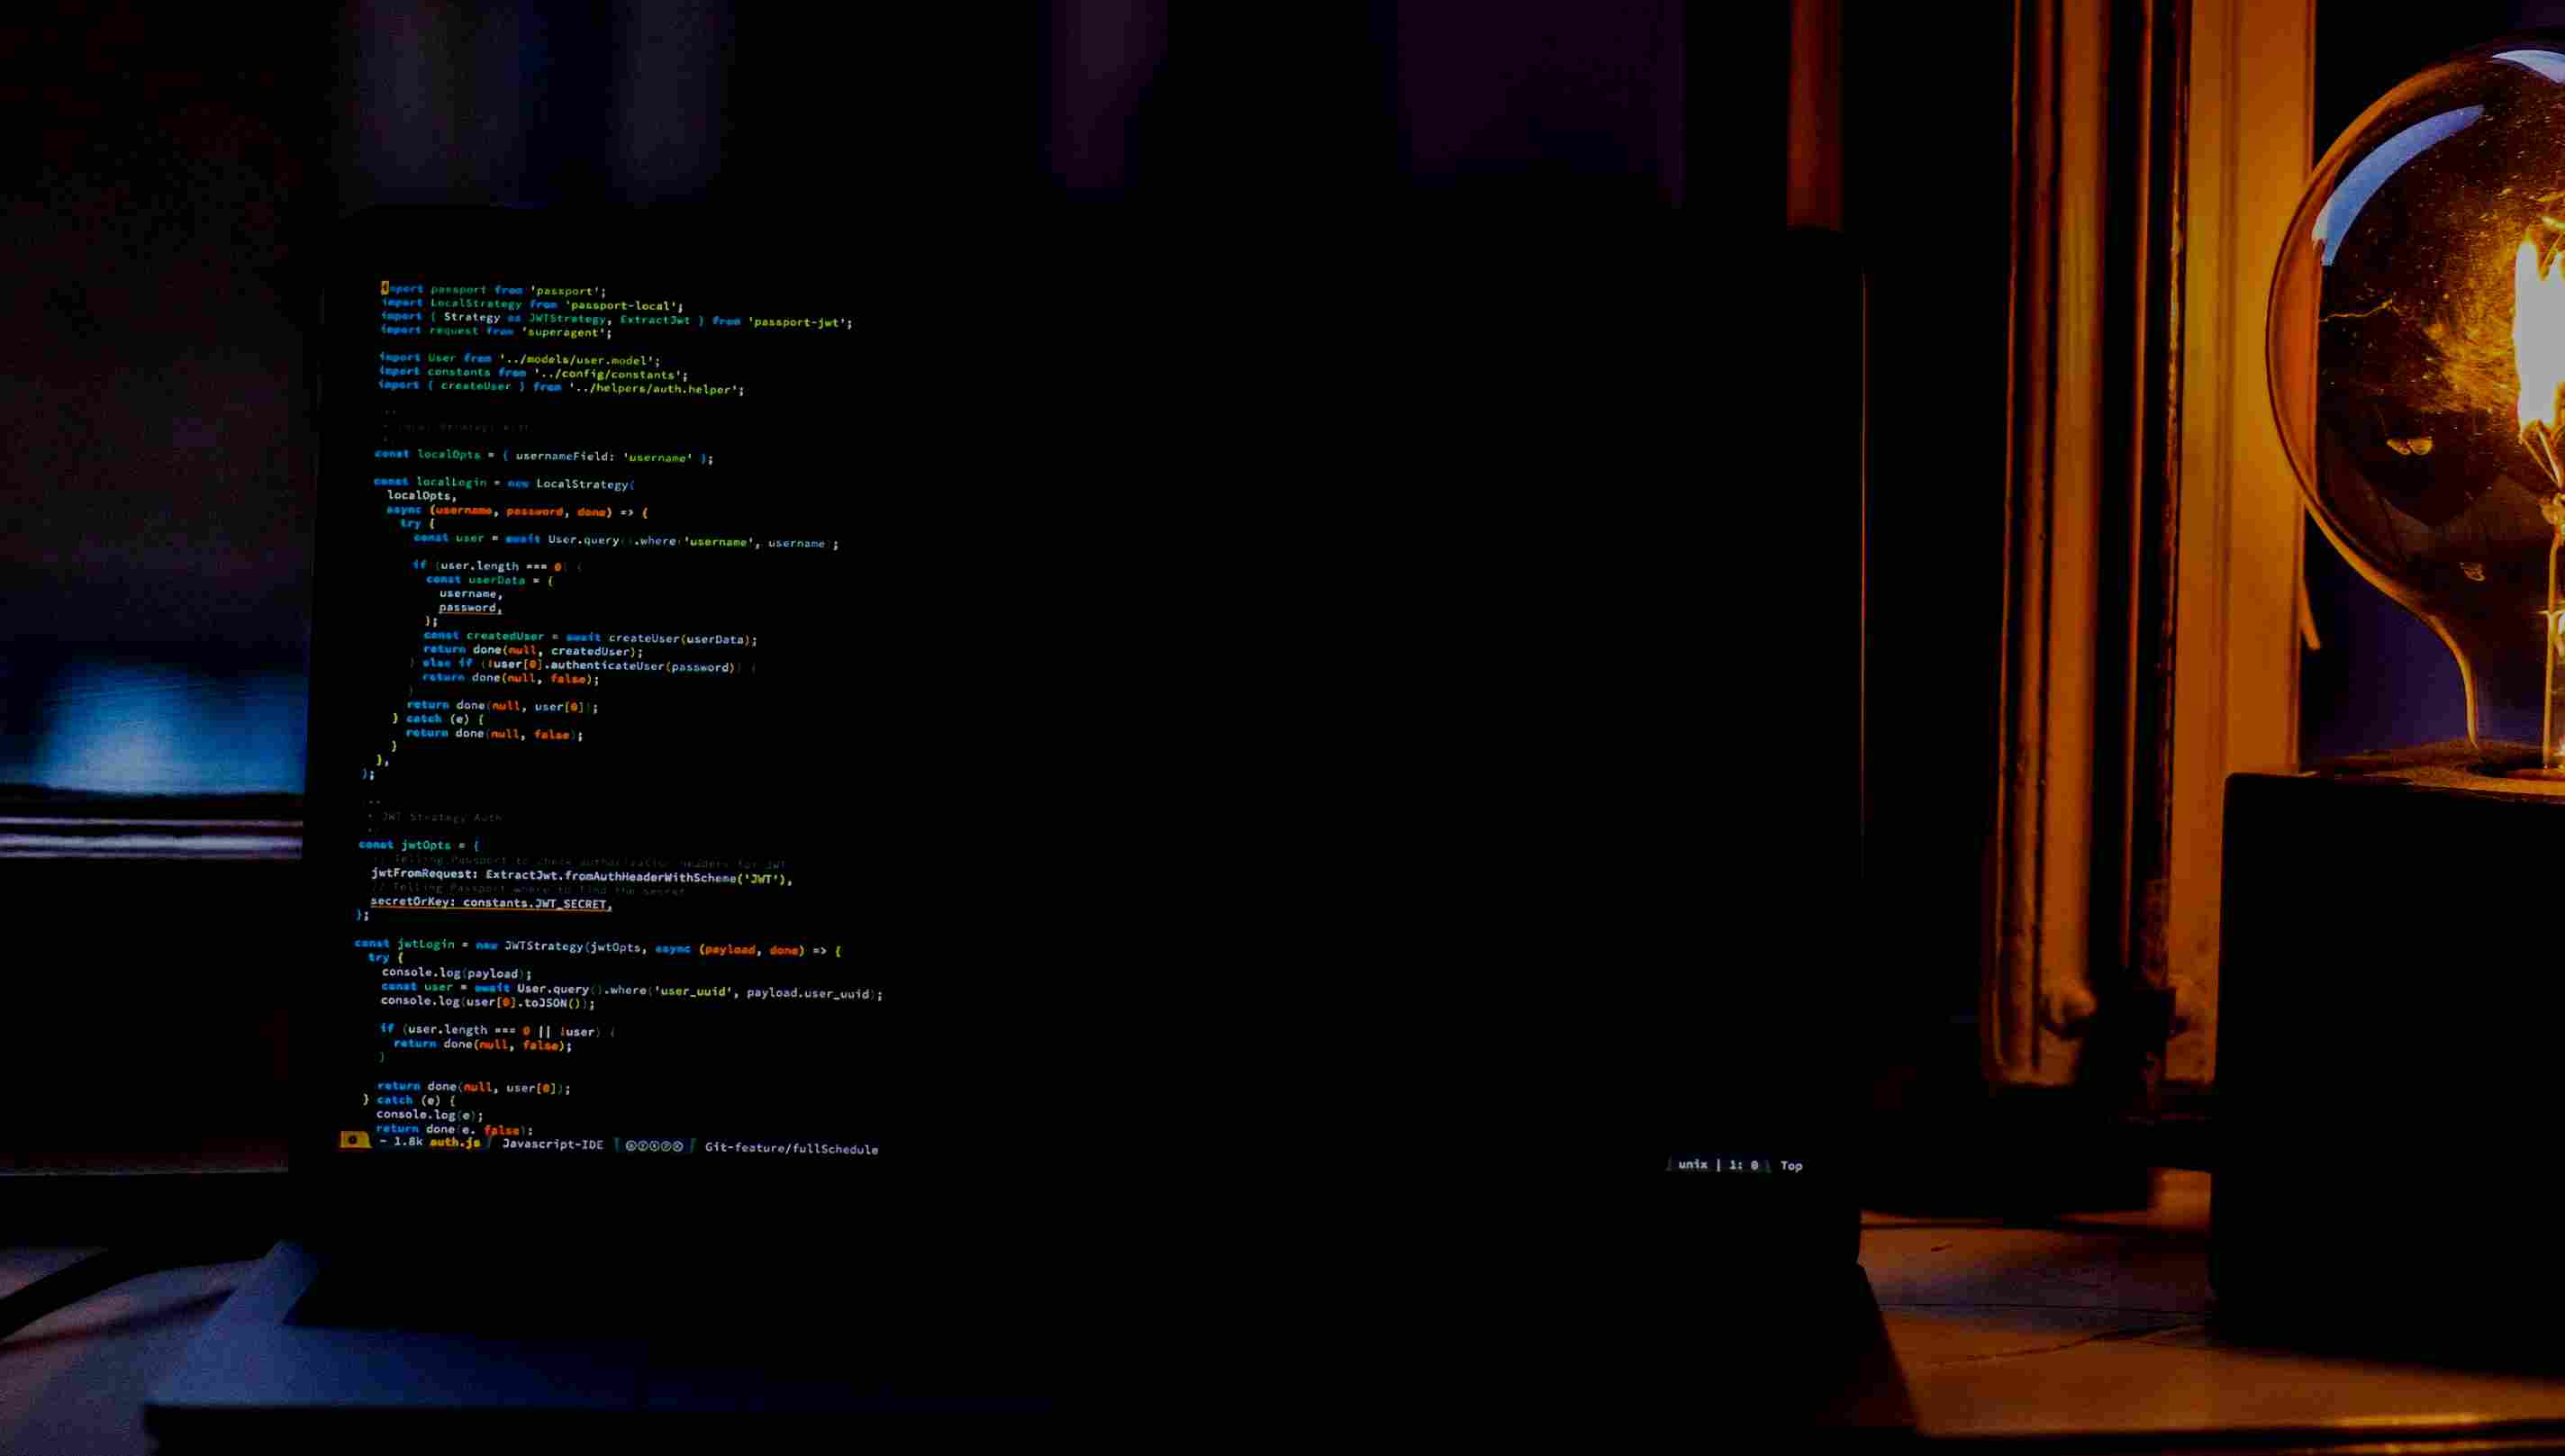 import passport from 'passport';
import LocalStrategy from 'passport-local';
import { Strategy as JWTStrategy, ExtractJwt } from 'passport-jwt';
import request from 'superagent';
import User from '../models/user.model';
import constants from '../config/constants';
import { createUser } from '../helpers/auth.helper';
* Local Strategy Auth
const localOpts = { usernameField: 'username' };
const localLogin = new LocalStrategy(
localOpts,
async (username, password, done) => {
try {
const user = await User.query().where('username', username);
if (user.length === 0) {
const userData = {
username,
password,
};
const createdUser = await createUser(userData);
return done(null, createdUser);
} else if (!user[0].authenticateUser(password)) {
return done(null, false);
}
return done(null, user[0]);
} catch (e) {
return done(null, false);
}
},
);
* JWT Strategy Auth
const jwtOpts = {
// Telling Passport to check authorization headers for JWT
jwtFromRequest: ExtractJwt.fromAuthHeaderWithScheme('JWT'),
// Telling Passport where to find the secret
secretOrKey: constants.JWT_SECRET,
};
const jwtLogin = new JWTStrategy(jwtOpts, async (payload, done) => {
try {
console.log(payload);
const user = await User.query().where('user_uuid', payload.user_uuid);
console.log(user[0].toJSON());
if (user.length === 0 || !user) {
return done(null, false);
}
return done(null, user[0]);
} catch (e) {
console.log(e);
return done(e, false);
- 1.8k auth.js Javascript-IDE Git-feature/fullSchedule unix | 1: 0 Top